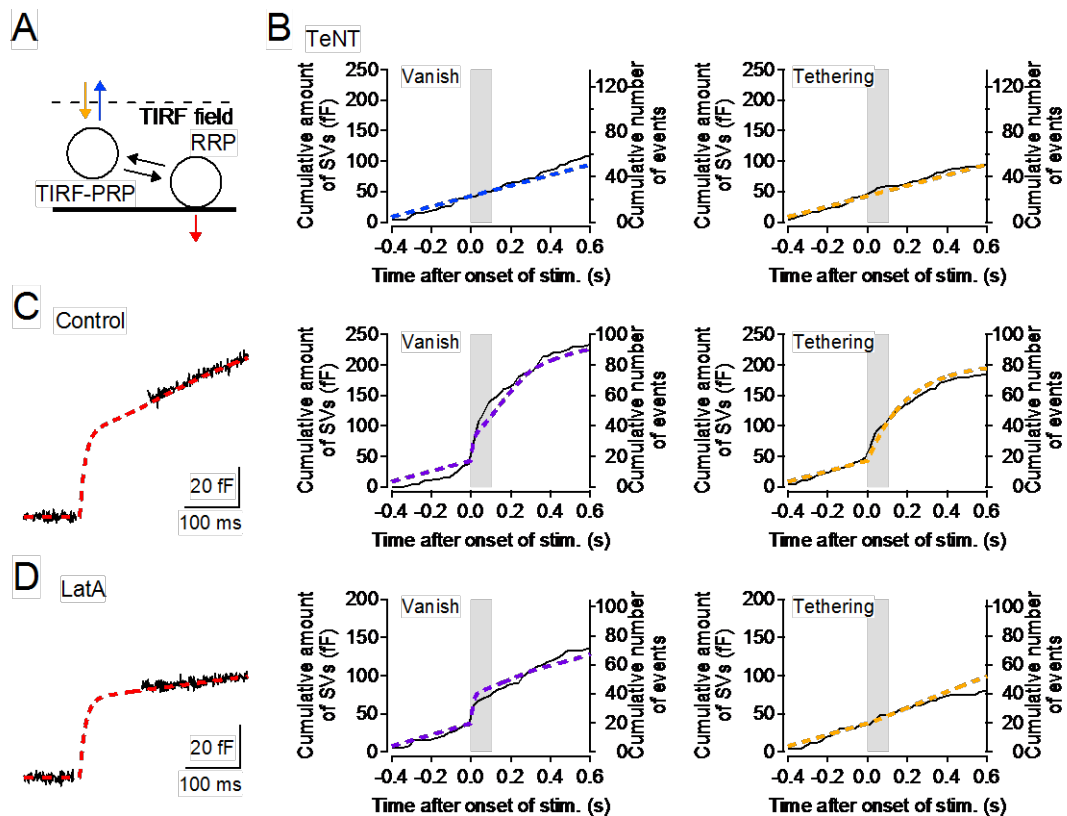 A
TIRF field
RRP
TIRF-PRP
B
TeNT
Vanish
250
200
150
100
50
0
120
80
40
0
Cumulative amount
of SVs (fF)
Cumulative number
of events
-0.4 -0.2 0.0 0.2 0.4 0.6
Time after onset of stim. (s)
Tethering
250
200
150
100
50
0
120
80
40
0
Cumulative amount
of SVs (fF)
Cumulative number
of events
-0.4 -0.2 0.0 0.2 0.4 0.6
Time after onset of stim. (s)
C
Control
20 fF
100 ms
Vanish
250
200
150
100
50
0
100
80
60
40
20
0
Cumulative amount
of SVs (fF)
Cumulative number
of events
-0.4 -0.2 0.0 0.2 0.4 0.6
Time after onset of stim. (s)
Tethering
250
200
150
100
50
0
100
80
60
40
20
0
Cumulative amount
of SVs (fF)
Cumulative number
of events
-0.4 -0.2 0.0 0.2 0.4 0.6
Time after onset of stim. (s)
D
LatA
20 fF
100 ms
Vanish
200
150
100
50
0
100
80
60
40
20
0
Cumulative amount
of SVs (fF)
Cumulative number
of events
-0.4 -0.2 0.0 0.2 0.4 0.6
Time after onset of stim. (s)
Tethering
200
150
100
50
0
100
80
60
40
20
0
Cumulative amount
of SVs (fF)
Cumulative number
of events
-0.4 -0.2 0.0 0.2 0.4 0.6
Time after onset of stim. (s)